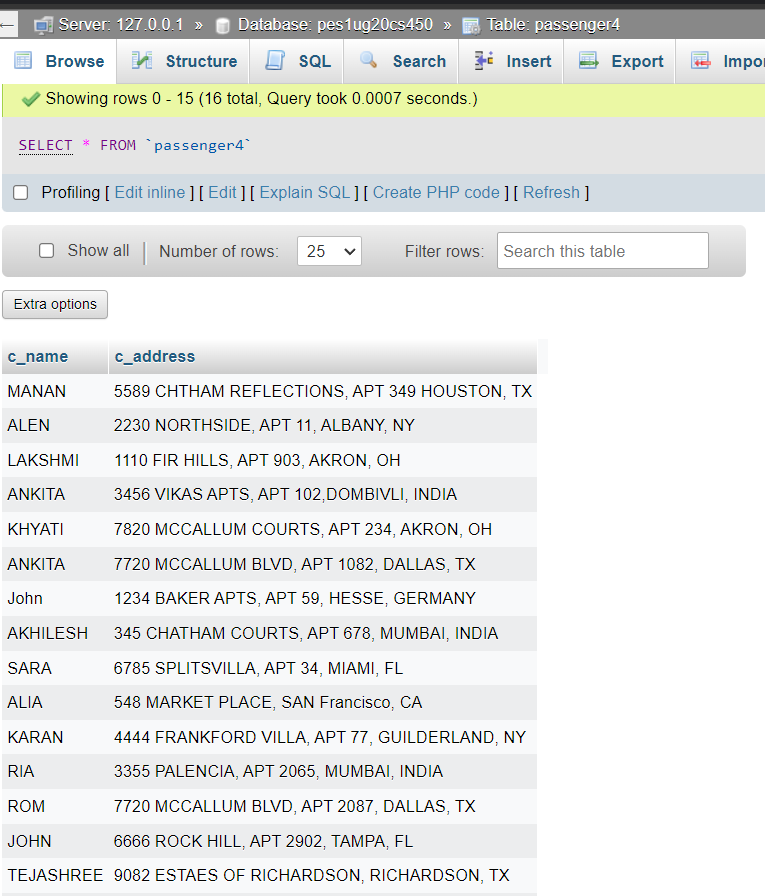 ← Server: 127.0.0.1 » Database: pes1ug20cs450 » Table: passenger4
Browse Structure SQL Search Insert Export Impor
Showing rows 0 - 15 (16 total, Query took 0.0007 seconds.)
SELECT * FROM `passenger4`
Profiling [ Edit inline ] [ Edit ] [ Explain SQL ] [ Create PHP code ] [ Refresh ]
Show all | Number of rows: 25 Filter rows: Search this table
Extra options
c_name c_address
MANAN 5589 CHTHAM REFLECTIONS, APT 349 HOUSTON, TX
ALEN 2230 NORTHSIDE, APT 11, ALBANY, NY
LAKSHMI 1110 FIR HILLS, APT 903, AKRON, OH
ANKITA 3456 VIKAS APTS, APT 102,DOMBIVLI, INDIA
KHYATI 7820 MCCALLUM COURTS, APT 234, AKRON, OH
ANKITA 7720 MCCALLUM BLVD, APT 1082, DALLAS, TX
John 1234 BAKER APTS, APT 59, HESSE, GERMANY
AKHILESH 345 CHATHAM COURTS, APT 678, MUMBAI, INDIA
SARA 6785 SPLITSVILLA, APT 34, MIAMI, FL
ALIA 548 MARKET PLACE, SAN Francisco, CA
KARAN 4444 FRANKFORD VILLA, APT 77, GUILDERLAND, NY
RIA 3355 PALENCIA, APT 2065, MUMBAI, INDIA
ROM 7720 MCCALLUM BLVD, APT 2087, DALLAS, TX
JOHN 6666 ROCK HILL, APT 2902, TAMPA, FL
TEJASHREE 9082 ESTAES OF RICHARDSON, RICHARDSON, TX